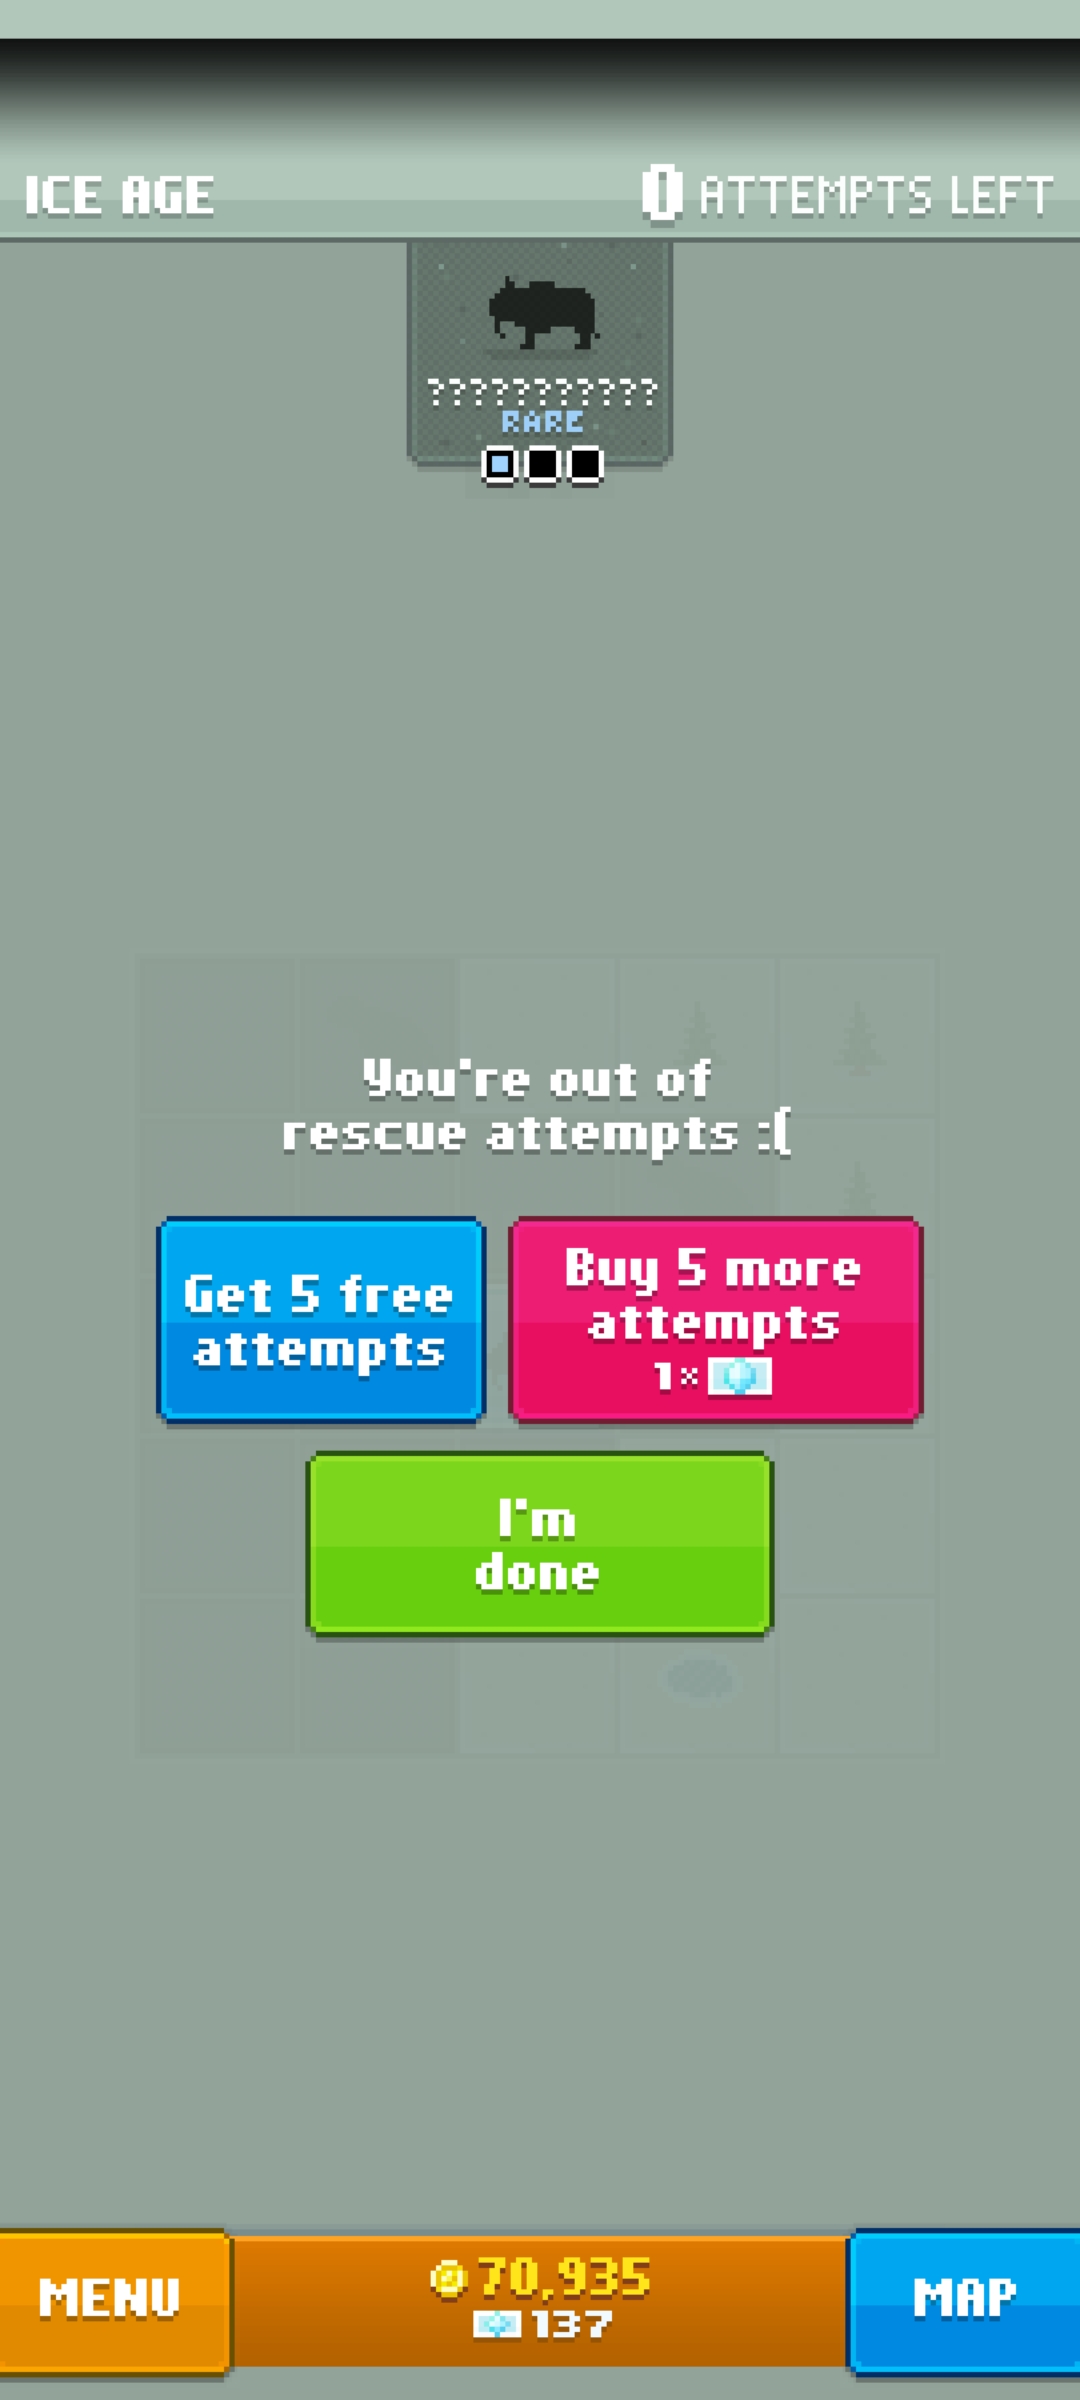 ICE AGE
0 ATTEMPTS LEFT
???????????
RARE
You're out of
rescue attempts :(
Get 5 free
attempts
Buy 5 more
attempts
1×
I'm
done
MENU
70,935
137
MAP